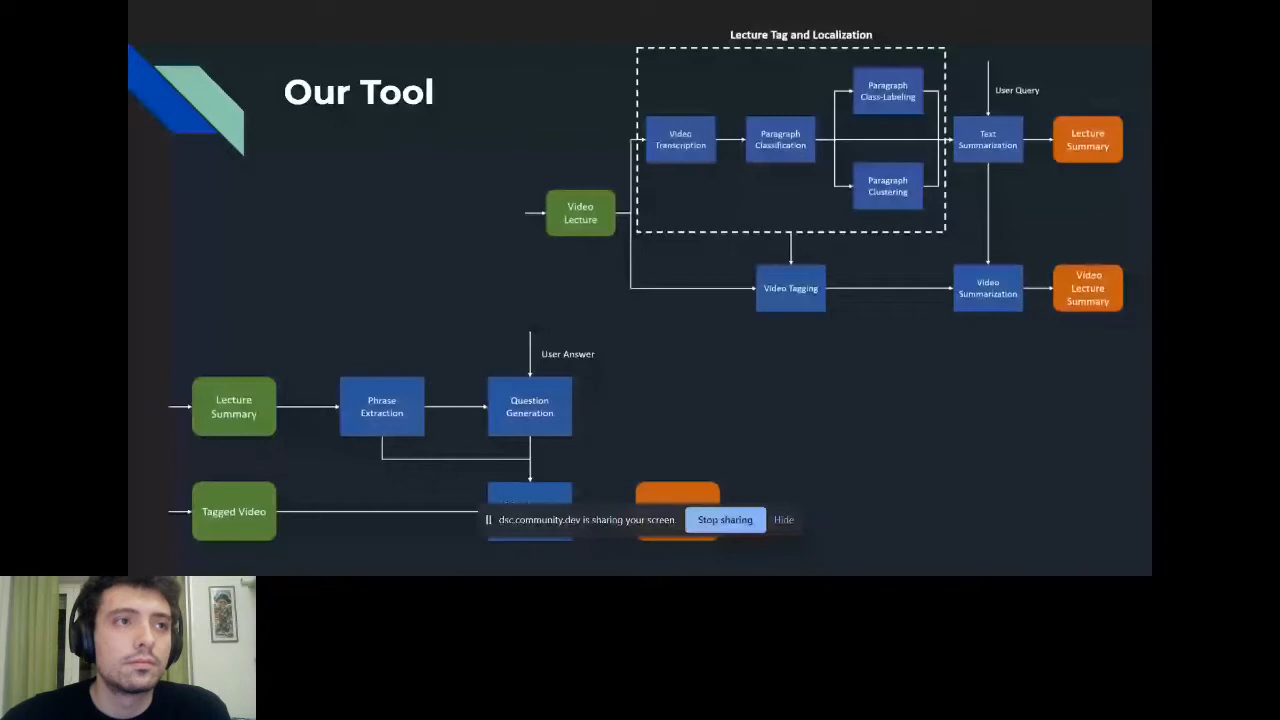 Lecture Tag and Localization
Our Tool
Paragraph
Class-Labeling
User Query
Video
Transcription
Paragraph
Classification
Text
Summarization
Lecture
Summary
Paragraph
Clustering
Video
Lecture
Video Tagging
Video
Summarization
Video
Lecture
Summary
User Answer
Lecture
Summary
Phrase
Extraction
Question
Generation
Tagged Video
dsc.community.dev is sharing your screen.
Stop sharing
Hide